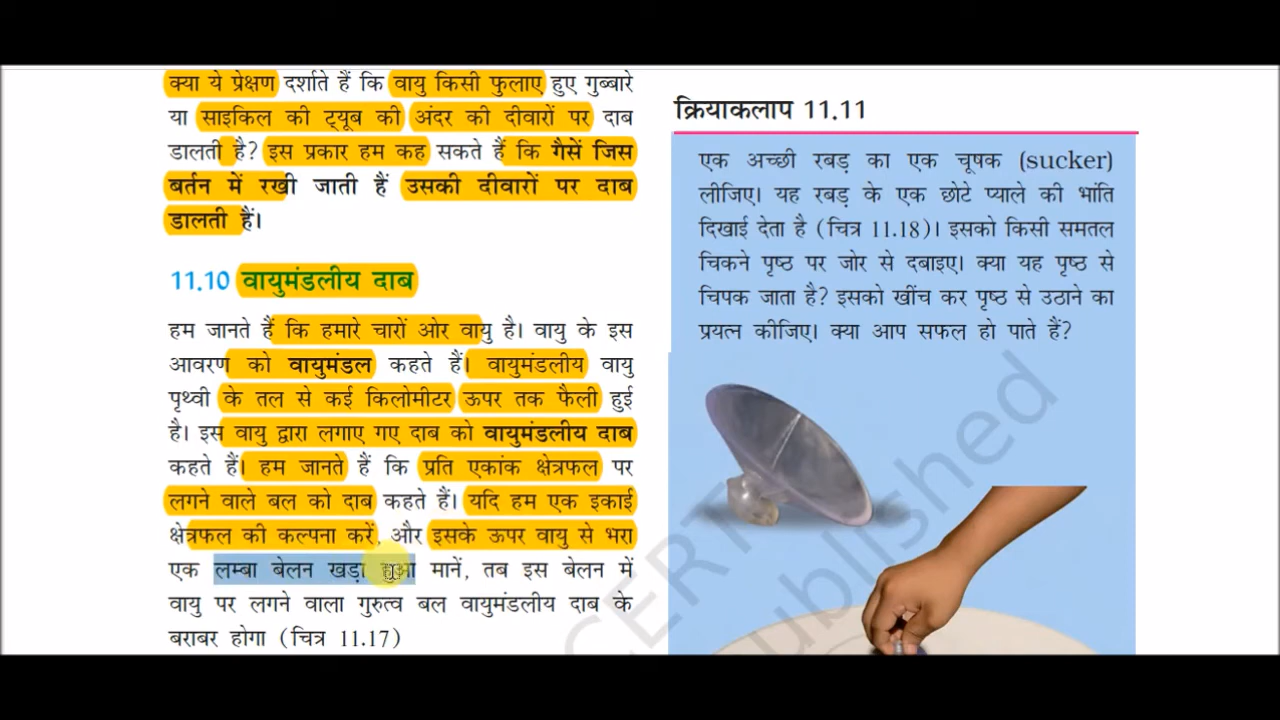 क्या ये प्रेक्षण दर्शाते हैं कि वायु किसी फुलाए हुए गुब्बारे
या साइकिल की ट्यूब की अंदर की दीवारों पर दाब
डालती है? इस प्रकार हम कह सकते हैं कि गैसें जिस
बर्तन में रखी जाती हैं उसकी दीवारों पर दाब
डालती हैं।
11.10 वायुमंडलीय दाब
हम जानते हैं कि हमारे चारों ओर वायु है। वायु के इस
आवरण को वायुमंडल कहते हैं। वायुमंडलीय वायु
पृथ्वी के तल से कई किलोमीटर ऊपर तक फैली हुई
है। इस वायु द्वारा लगाए गए दाब को वायुमंडलीय दाब
कहते हैं। हम जानते हैं कि प्रति एकांक क्षेत्रफल पर
लगने वाले बल को दाब कहते हैं। यदि हम एक इकाई
क्षेत्रफल की कल्पना करें, और इसके ऊपर वायु से भरा
एक लम्बा बेलन खड़ा हुआ मानें, तब इस बेलन में
वायु पर लगने वाला गुरुत्व बल वायुमंडलीय दाब के
बराबर होगा (चित्र 11.17)
क्रियाकलाप 11.11
एक अच्छी रबड़ का एक चूषक (sucker)
लीजिए। यह रबड़ के एक छोटे प्याले की भांति
दिखाई देता है (चित्र 11.18)। इसको किसी समतल
चिकने पृष्ठ पर जोर से दबाइए। क्या यह पृष्ठ से
चिपक जाता है? इसको खींच कर पृष्ठ से उठाने का
प्रयत्न कीजिए। क्या आप सफल हो पाते हैं?
CERT
ublished